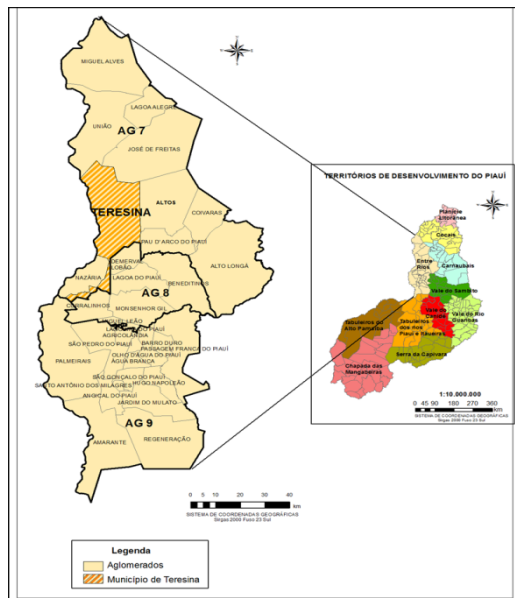 MIGUEL ALVES
LAGOA ALEGRE
UNIÃO
AG 7
JOSÉ DE FREITAS
TERESINA
ALTOS
COIVARAS
PAU D'ARCO DO PIAUÍ
ALTO LONGÁ
DEMERVAL
LOBÃO
NAZÁRIA
LAGOA DO PIAUÍ
BENEDITINOS
AG 8
CURRALINHOS
MONSENHOR GIL
MIGUEL LEÃO
AGRICOLÂNDIA
SÃO PEDRO DO PIAUÍ
BARRO DURO
PASSAGEM FRANCA DO PIAUÍ
PALMEIRAIS
OLHO D'ÁGUA DO PIAUÍ
ÁGUA BRANCA
SÃO GONÇALO DO PIAUÍ
SANTO ANTÔNIO DOS MILAGRES
HUGO NAPOLEÃO
ANGICAL DO PIAUÍ
JARDIM DO MULATO
AG 9
AMARANTE
REGENERAÇÃO
0 5 10 20 30 40
km
SISTEMA DE COORDENADAS GEOGRÁFICAS
Sirgas 2000 Fuso 23 Sul
Legenda
Aglomerados
Município de Teresina
TERRITÓRIOS DE DESENVOLVIMENTO DO PIAUÍ
Planície
Litorânea
Cocais
Entre
Rios
Carnaubais
Vale do Sambito
Tabuleiros do
Alto Parnaíba
Tabuleiros
dos rios
Piauí e Itaueiras
Vale do
Canindé
Vale do Rio
Guaribas
Serra da Capivara
Chapada das
Mangabeiras
1:10.000.000
0 45 90 180 270 360
km
SISTEMA DE COORDENADAS GEOGRÁFICAS
Sirgas 2000 Fuso 23 Sul